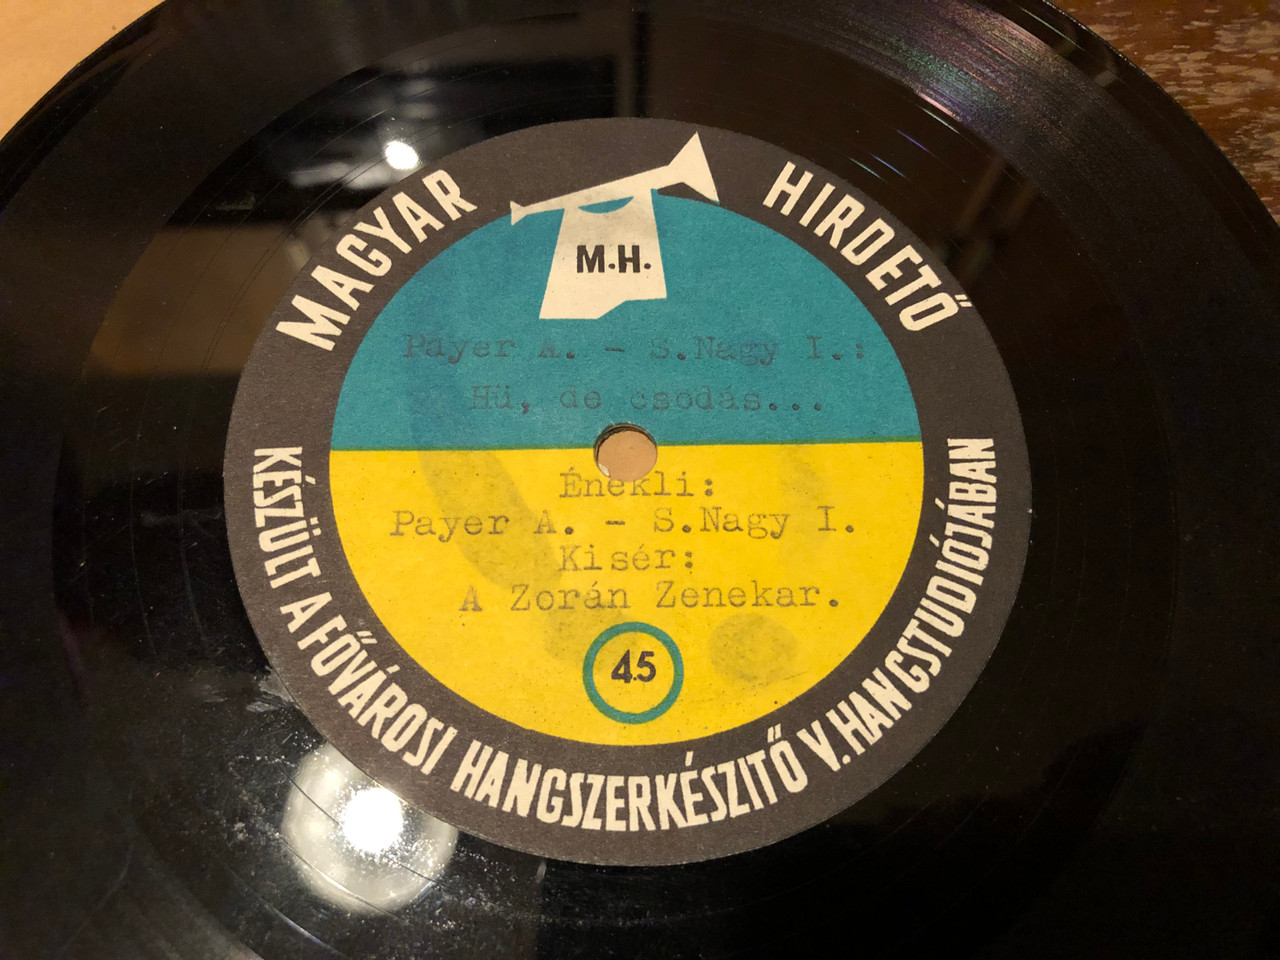 MAGYAR HIRDETŐ
M.H.
Payer A. - S.Nagy I.:
Hü, de csodás...
Énekli:
Payer A. - S.Nagy I.
Kisér:
A Zorán Zenekar.
45
KÉSZÜLT A FŐVÁROSI HANGSZERKÉSZITŐ V. HANGSTUDIÓJÁBAN